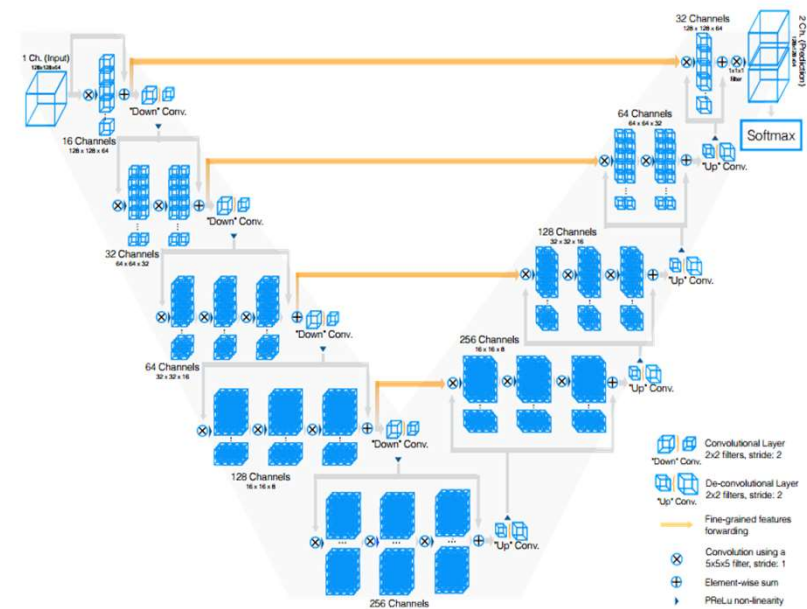 1 Ch. (Input)
128x128x64
"Down" Conv.
16 Channels
128 x 128 x 64
"Down" Conv.
32 Channels
64 x 64 x 32
"Down" Conv.
64 Channels
32 x 32 x 16
"Down" Conv.
128 Channels
16 x 16 x 8
256 Channels
"Up" Conv.
256 Channels
16 x 16 x 8
"Up" Conv.
128 Channels
32 x 32 x 16
"Up" Conv.
64 Channels
64 x 64 x 32
"Up" Conv.
32 Channels
128 x 128 x 64
1x1x1
filter
2 Ch. (Prediction)
128x128x64
Softmax
"Down" Conv.
Convolutional Layer
2x2 filters, stride: 2
"Up" Conv.
De-convolutional Layer
2x2 filters, stride: 2
Fine-grained features
forwarding
Convolution using a
5x5x5 filter, stride: 1
Element-wise sum
PReLu non-linearity